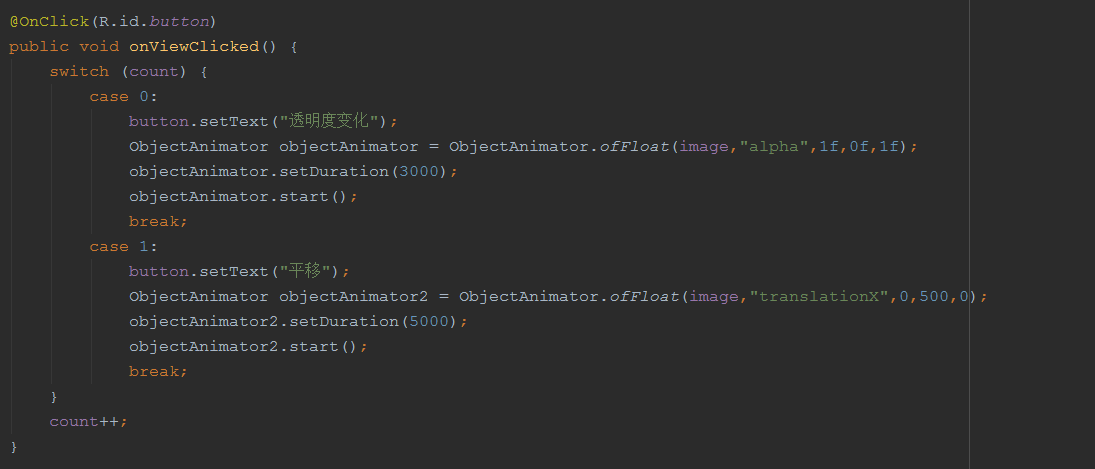 @OnClick(R.id.button)
public void onViewClicked() {
    switch (count) {
        case 0:
            button.setText("透明度变化");
            ObjectAnimator objectAnimator = ObjectAnimator.ofFloat(image,"alpha",1f,0f,1f);
            objectAnimator.setDuration(3000);
            objectAnimator.start();
            break;
        case 1:
            button.setText("平移");
            ObjectAnimator objectAnimator2 = ObjectAnimator.ofFloat(image,"translationX",0,500,0);
            objectAnimator2.setDuration(5000);
            objectAnimator2.start();
            break;
    }
    count++;
}